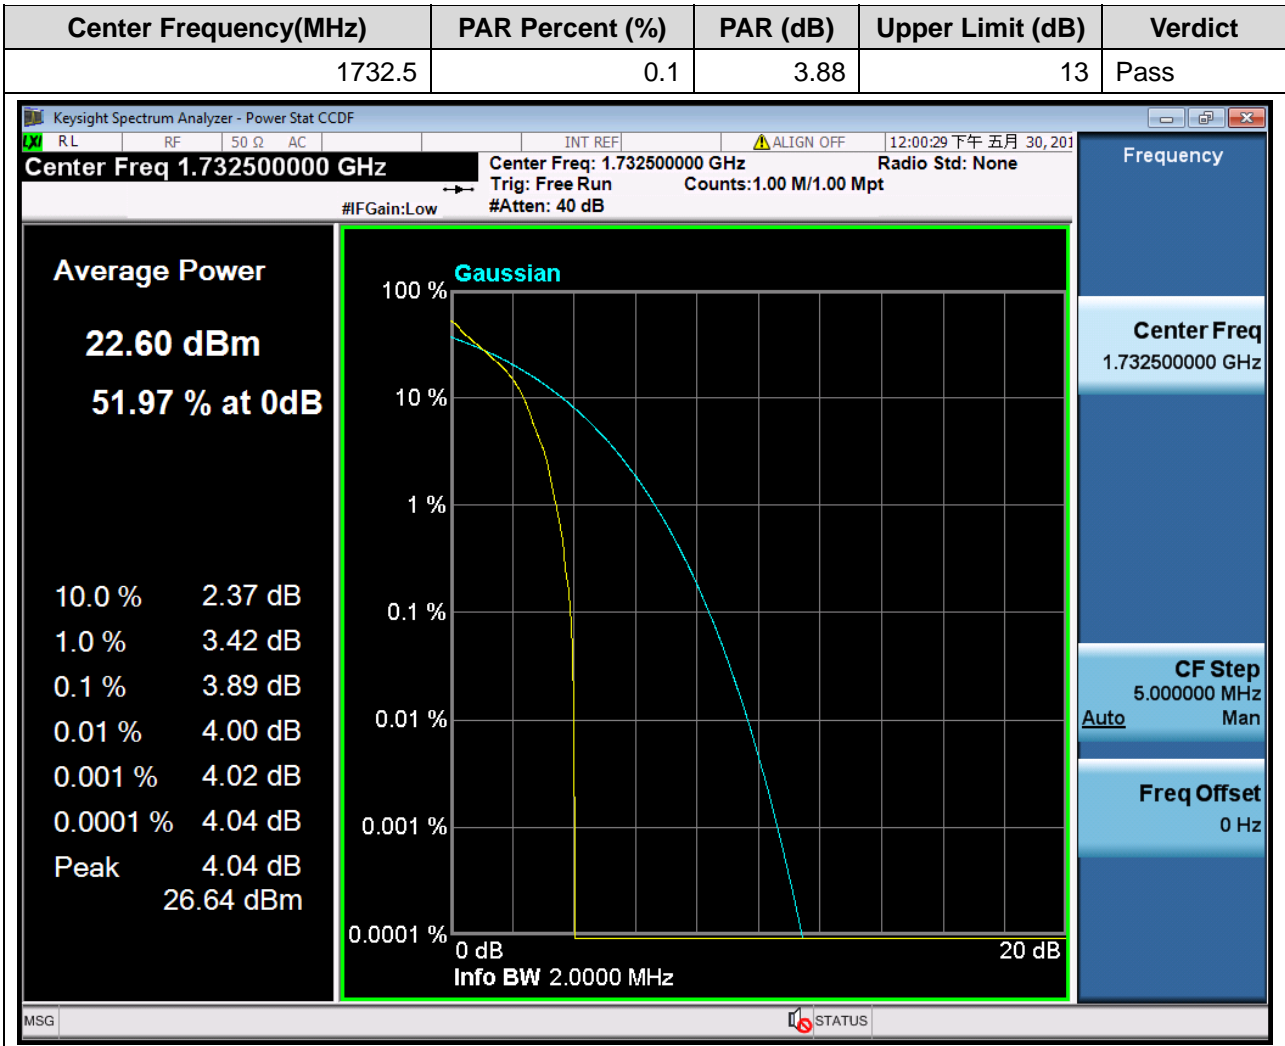 Center Frequency(MHz) PAR Percent (%) PAR (dB) Upper Limit (dB) Verdict
1732.5 0.1 3.88 13 Pass
Keysight Spectrum Analyzer - Power Stat CCDF
LXI RL RF 50 Ω AC INT REF ALIGN OFF 12:00:29 下午 五月 30, 201
Center Freq 1.732500000 GHz
Center Freq: 1.732500000 GHz Radio Std: None
Trig: Free Run Counts:1.00 M/1.00 Mpt
#IFGain:Low #Atten: 40 dB
Frequency
Average Power
22.60 dBm
51.97 % at 0dB
10.0 % 2.37 dB
1.0 % 3.42 dB
0.1 % 3.89 dB
0.01 % 4.00 dB
0.001 % 4.02 dB
0.0001 % 4.04 dB
Peak 4.04 dB
26.64 dBm
Gaussian
100 %
10 %
1 %
0.1 %
0.01 %
0.001 %
0.0001 %
0 dB 20 dB
Info BW 2.0000 MHz
Center Freq
1.732500000 GHz
CF Step
5.000000 MHz
Auto Man
Freq Offset
0 Hz
MSG STATUS